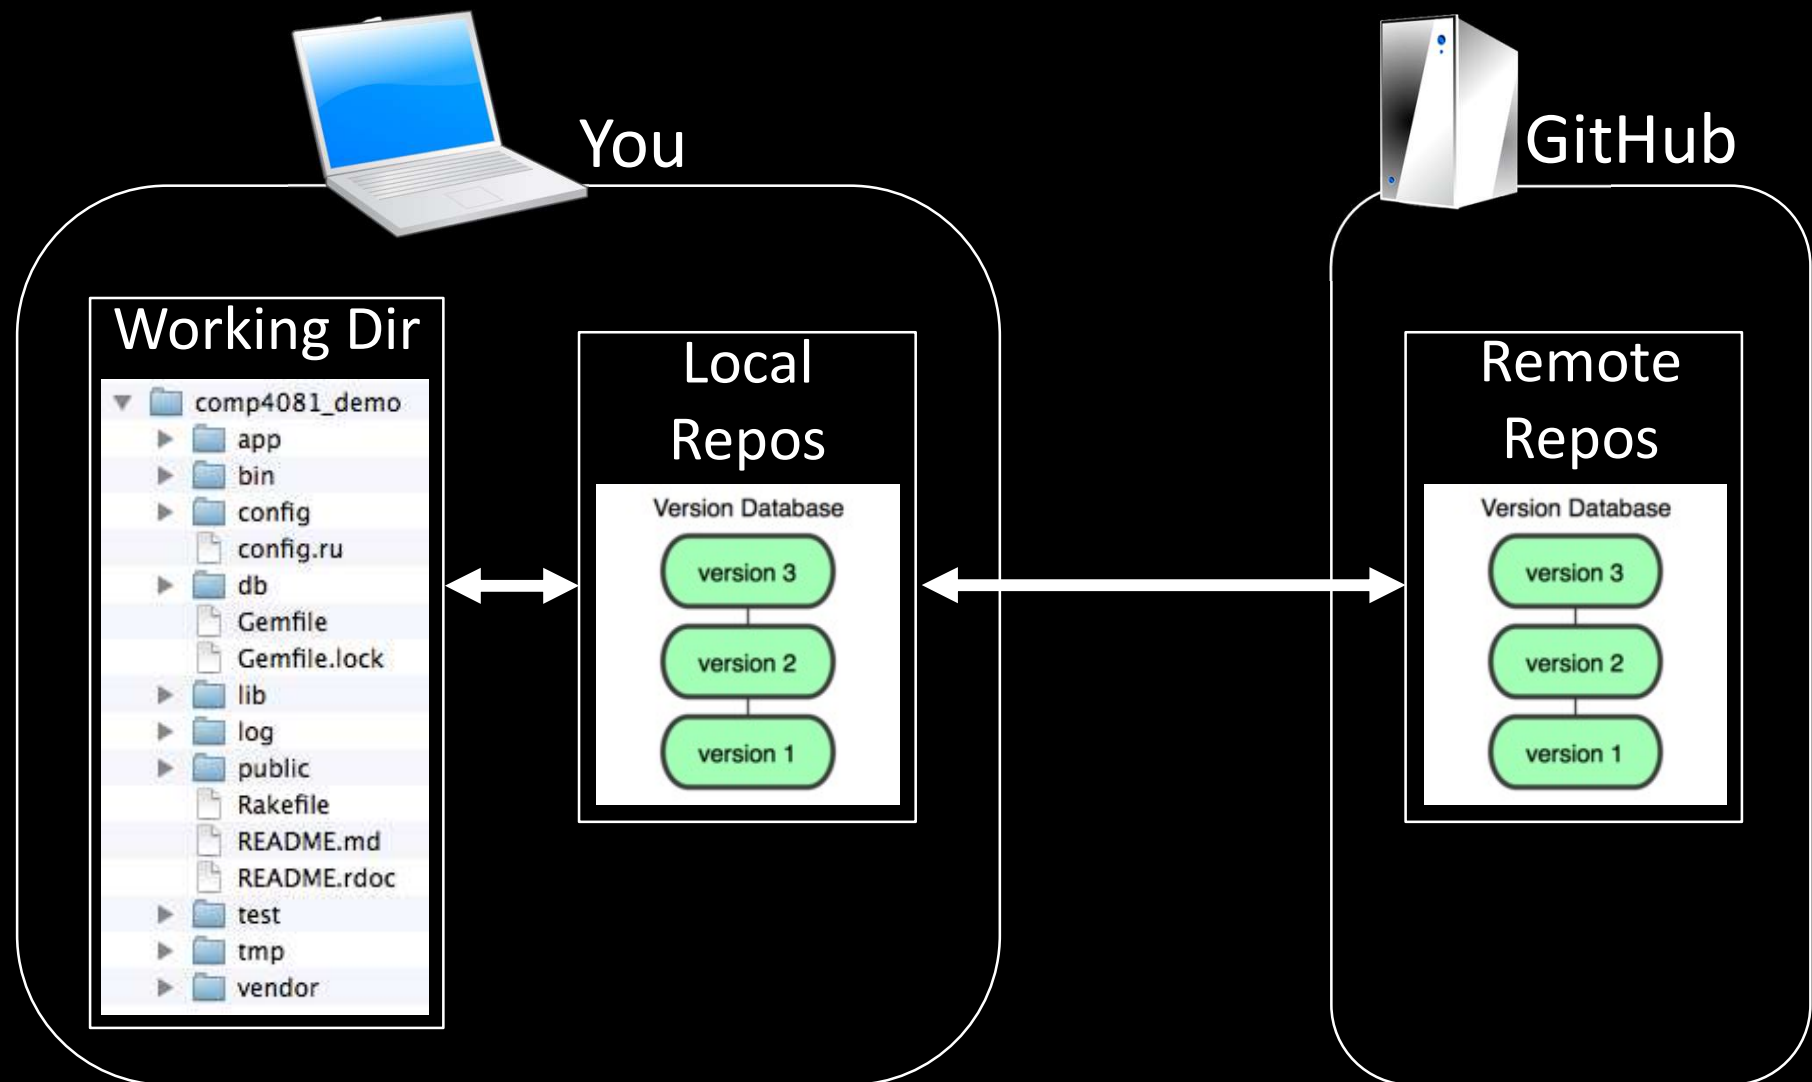 You
GitHub
Working Dir
comp4081_demo
app
bin
config
config.ru
db
Gemfile
Gemfile.lock
lib
log
public
Rakefile
README.md
README.rdoc
test
tmp
vendor
Local
Repos
Version Database
version 3
version 2
version 1
Remote
Repos
Version Database
version 3
version 2
version 1